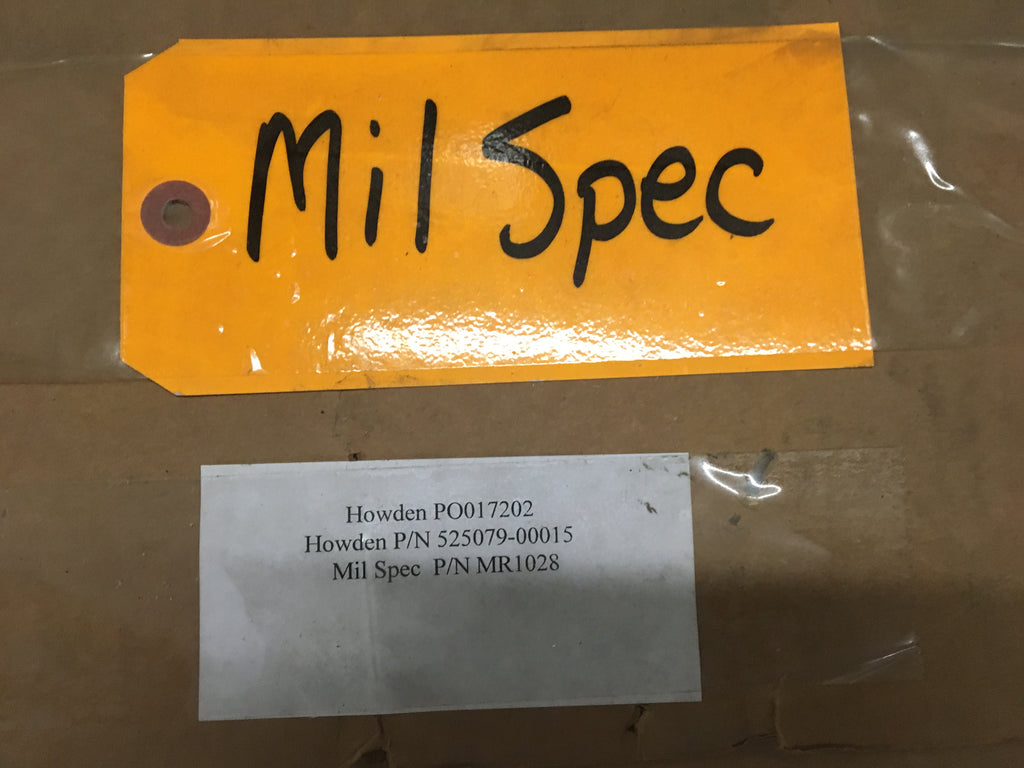 Mil Spec
Howden PO017202
Howden P/N 525079-00015
Mil Spec  P/N MR1028